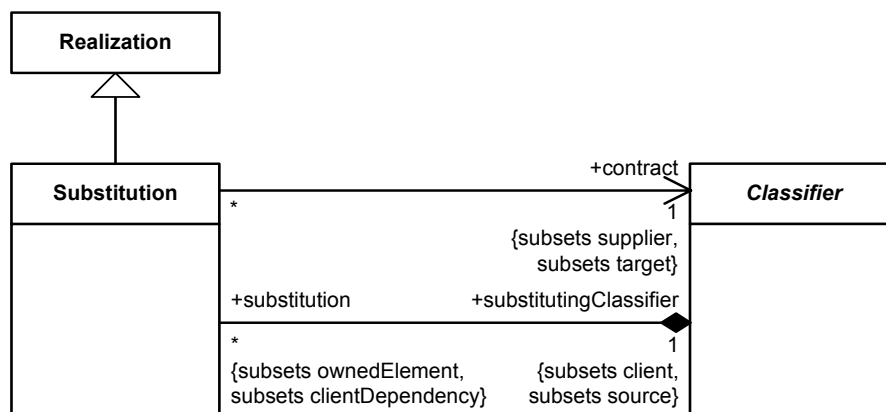 Realization
+contract
Substitution
Classifier
*
1
{subsets supplier,
subsets target}
+substitution
+substitutingClassifier
*
1
{subsets ownedElement,
subsets clientDependency}
{subsets client,
subsets source}